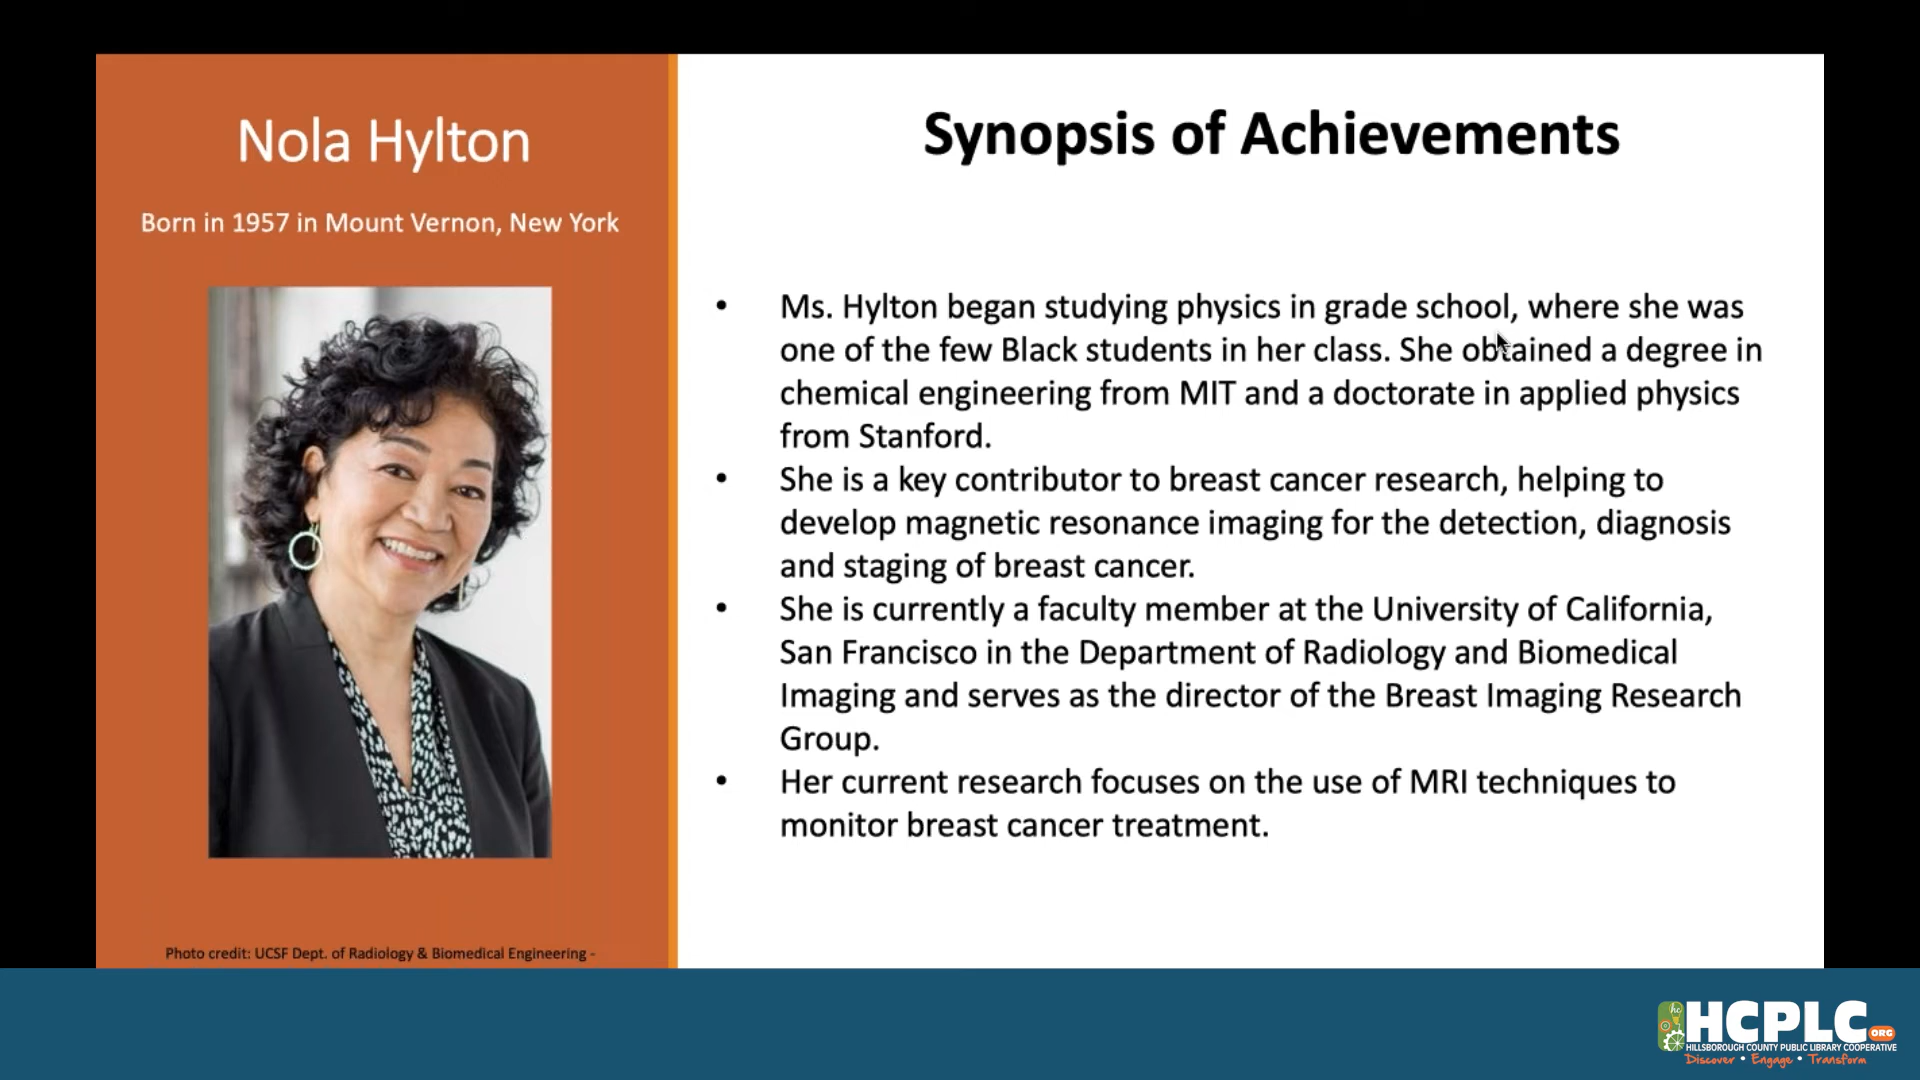 Nola Hylton
Born in 1957 in Mount Vernon, New York
Photo credit: UCSF Dept. of Radiology & Biomedical Engineering -
Synopsis of Achievements
• Ms. Hylton began studying physics in grade school, where she was
one of the few Black students in her class. She obtained a degree in
chemical engineering from MIT and a doctorate in applied physics
from Stanford.
• She is a key contributor to breast cancer research, helping to
develop magnetic resonance imaging for the detection, diagnosis
and staging of breast cancer.
• She is currently a faculty member at the University of California,
San Francisco in the Department of Radiology and Biomedical
Imaging and serves as the director of the Breast Imaging Research
Group.
• Her current research focuses on the use of MRI techniques to
monitor breast cancer treatment.
hc
HCPLC.ORG
HILLSBOROUGH COUNTY PUBLIC LIBRARY COOPERATIVE
Discover • Engage • Transform